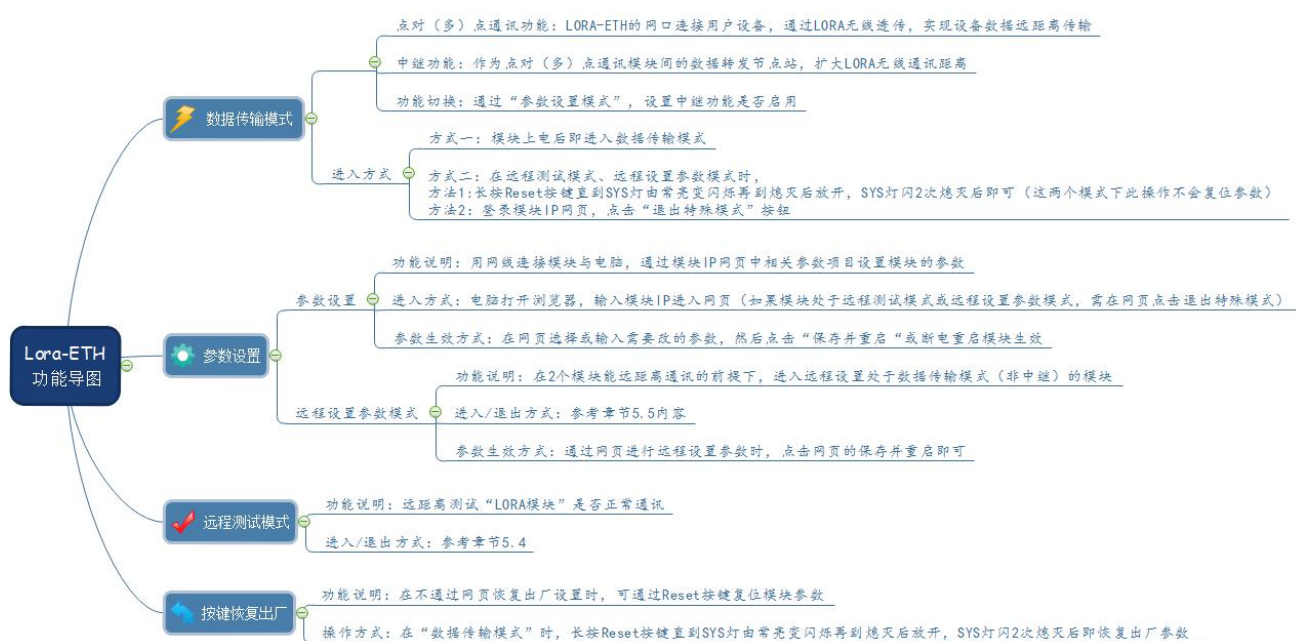 Lora-ETH
功能导图
数据传输模式
点对（多）点通讯功能：LORA-ETH的网口连接用户设备，通过LORA无线透传，实现设备数据远距离传输
中继功能：作为点对（多）点通讯模块间的数据转发节点站，扩大LORA无线通讯距离
功能切换：通过“参数设置模式”，设置中继功能是否启用
进入方式
方式一：模块上电后即进入数据传输模式
方式二：在远程测试模式、远程设置参数模式时，
方法1:长按Reset按键直到SYS灯由常亮变闪烁再到熄灭后放开，SYS灯闪2次熄灭后即可（这两个模式下此操作不会复位参数）
方法2：登录模块IP网页，点击“退出特殊模式”按钮
参数设置
参数设置
功能说明：用网线连接模块与电脑，通过模块IP网页中相关参数项目设置模块的参数
进入方式：电脑打开浏览器，输入模块IP进入网页（如果模块处于远程测试模式或远程设置参数模式，需在网页点击退出特殊模式）
参数生效方式：在网页选择或输入需要改的参数，然后点击“保存并重启“或断电重启模块生效
远程设置参数模式
功能说明：在2个模块能远距离通讯的前提下，进入远程设置处于数据传输模式（非中继）的模块
进入/退出方式：参考章节5.5内容
参数生效方式：通过网页进行远程设置参数时，点击网页的保存并重启即可
远程测试模式
功能说明：远距离测试“LORA模块”是否正常通讯
进入/退出方式：参考章节5.4
按键恢复出厂
功能说明：在不通过网页恢复出厂设置时，可通过Reset按键复位模块参数
操作方式：在“数据传输模式”时，长按Reset按键直到SYS灯由常亮变闪烁再到熄灭后放开，SYS灯闪2次熄灭后即恢复出厂参数